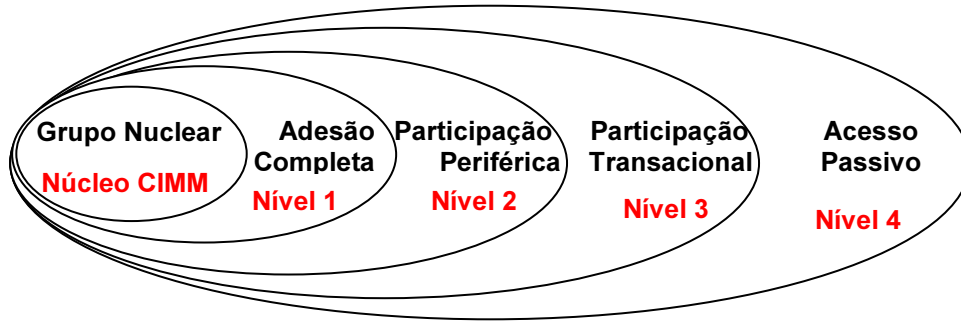 Grupo Nuclear
Núcleo CIMM
Adesão
Completa
Nível 1
Participação
Periférica
Nível 2
Participação
Transacional
Nível 3
Acesso
Passivo
Nível 4